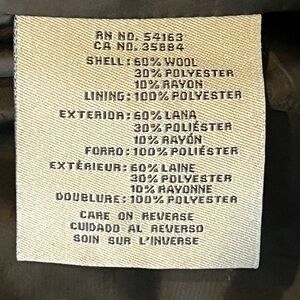 RN NO. 54163
CA NO. 35884
SHELL: 60% WOOL
30% POLYESTER
10% RAYON
LINING: 100% POLYESTER
EXTERIOR: 60% LANA
30% POLIÉSTER
10% RAYÓN
FORRO: 100% POLIÉSTER
EXTÉRIEUR: 60% LAINE
30% POLYESTER
10% RAYONNE
DOUBLURE: 100% POLYESTER
CARE ON REVERSE
CUIDADO AL REVERSO
SOIN SUR L'INVERSE